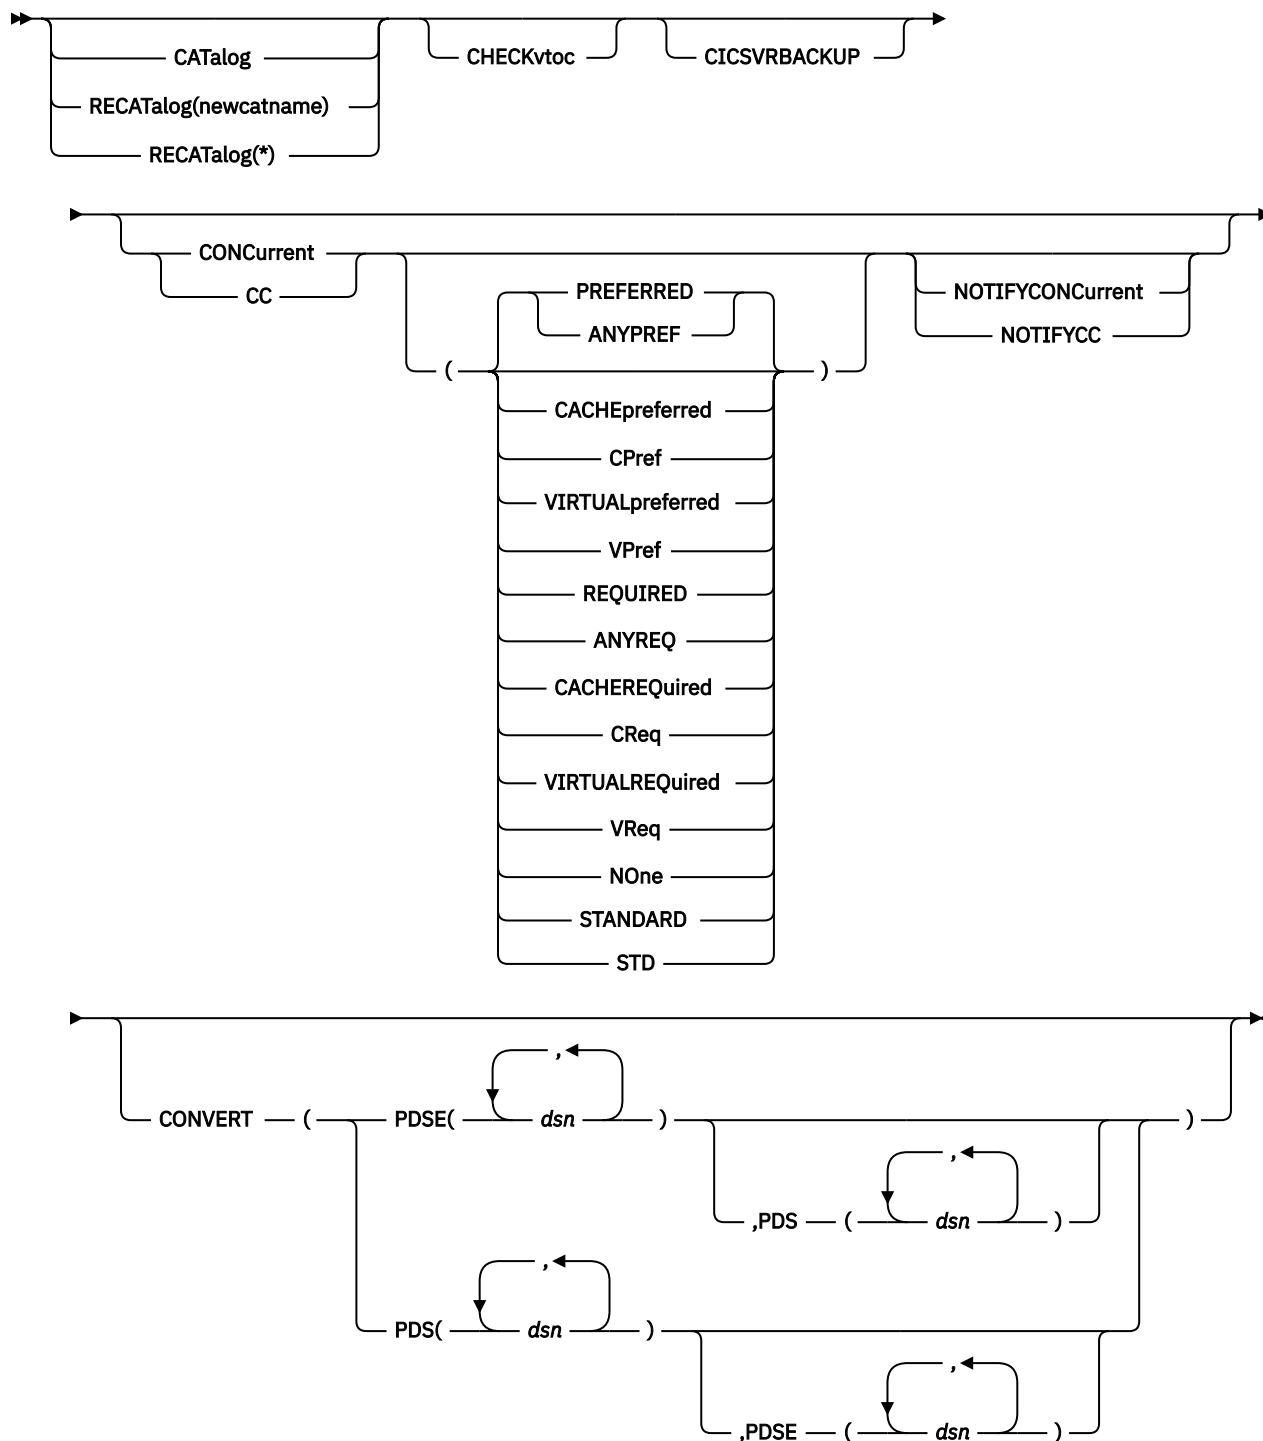 CATalog
CHECKvtoc
CICSVRBACKUP
RECATalog(newcatname)
RECATalog(*)
CONCurrent
CC
NOTIFYCONCurrent
NOTIFYCC
(
PREFERRED
ANYPREF
)
CACHEpreferred
CPref
VIRTUALpreferred
VPref
REQUIRED
ANYREQ
CACHEREQuired
CReq
VIRTUALREQuired
VReq
NOne
STANDARD
STD
,
CONVERT ( PDSE( dsn ) )
,
,PDS ( dsn )
,
PDS( dsn )
,
,PDSE ( dsn )